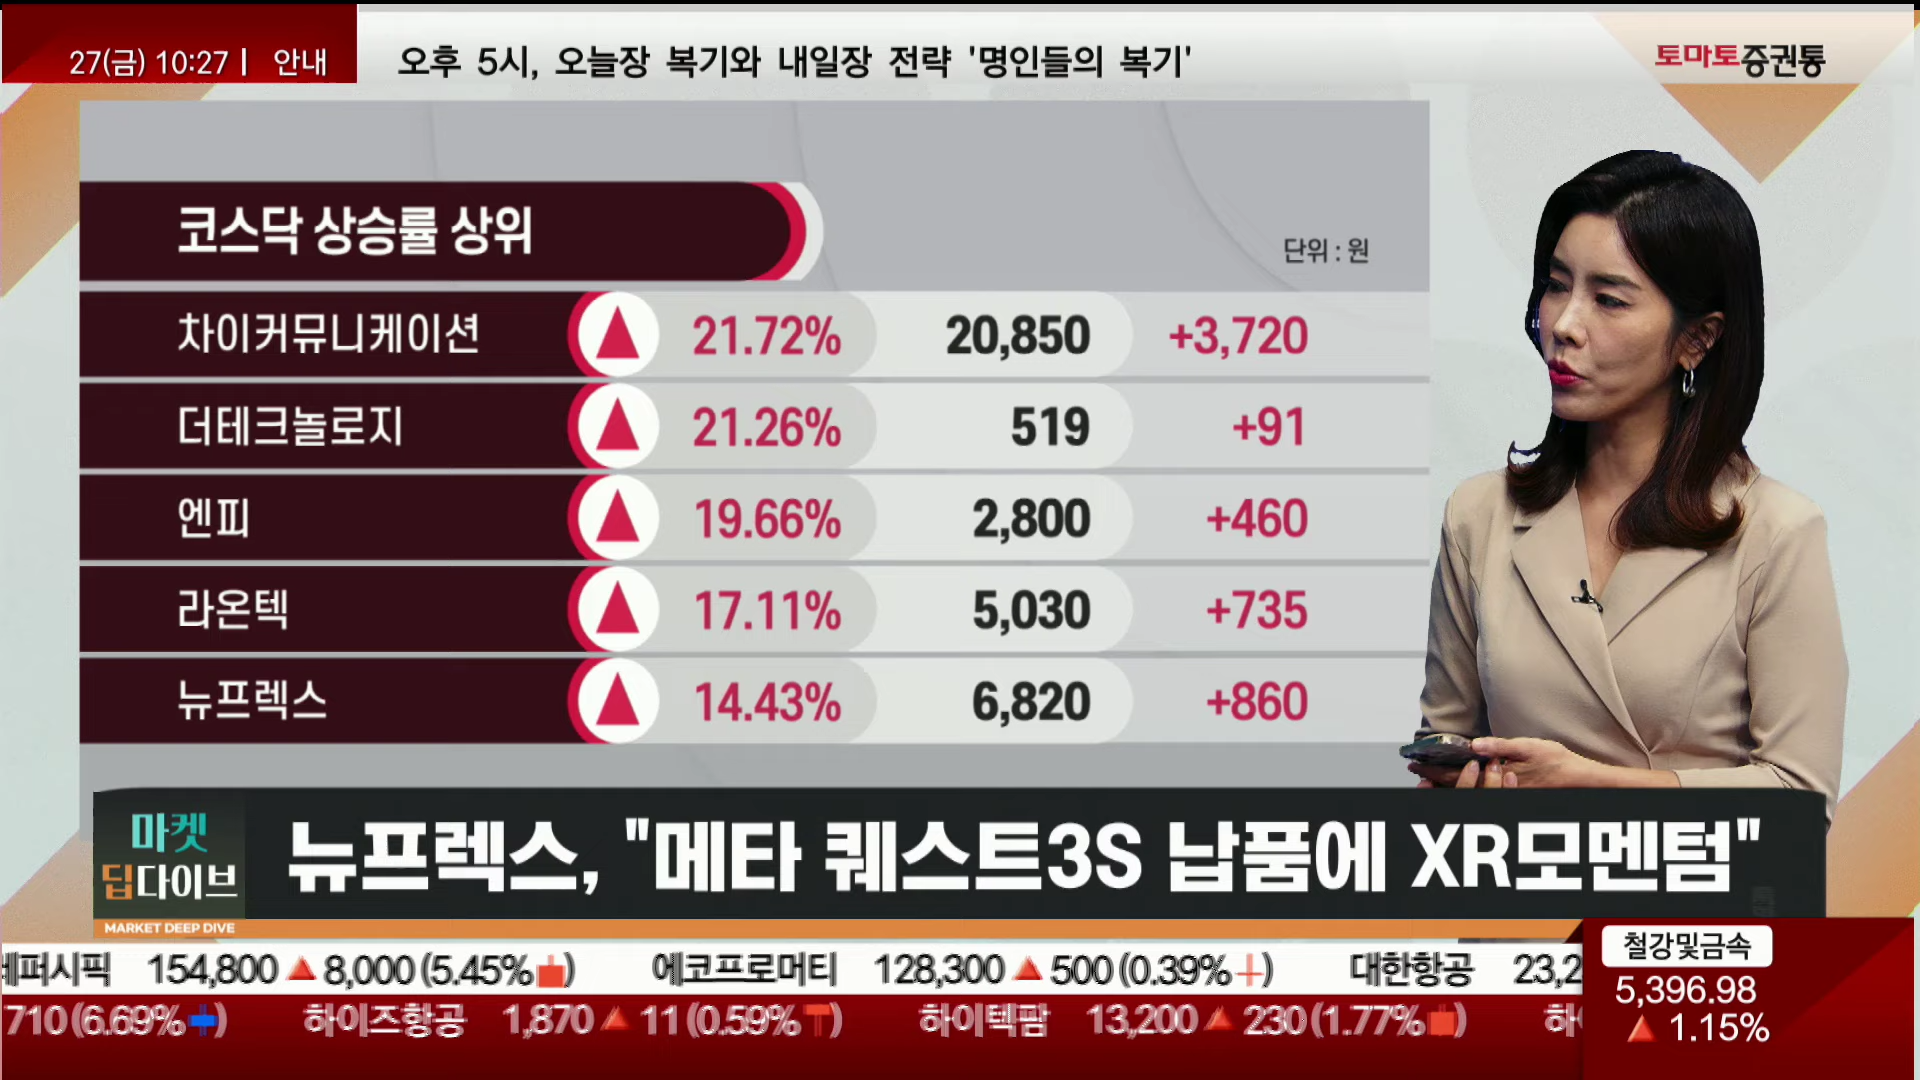 27(금) 10:27 | 안내 오후 5시, 오늘장 복기와 내일장 전략 '명인들의 복기'
토마토증권통
코스닥 상승률 상위
단위 : 원
차이커뮤니케이션 ▲ 21.72% 20,850 +3,720
더테크놀로지 ▲ 21.26% 519 +91
엔피 ▲ 19.66% 2,800 +460
라온텍 ▲ 17.11% 5,030 +735
뉴프렉스 ▲ 14.43% 6,820 +860
마켓
딥다이브
MARKET DEEP DIVE
뉴프렉스, "메타 퀘스트3S 납품에 XR모멘텀"
퍼시픽 154,800 ▲ 8,000 (5.45%) 에코프로머티 128,300 ▲ 500 (0.39%) 대한항공 23,2
710 (6.69%) 하이즈항공 1,870 ▲ 11 (0.59%) 하이텍팜 13,200 ▲ 230 (1.77%)
철강및금속
5,396.98
▲ 1.15%